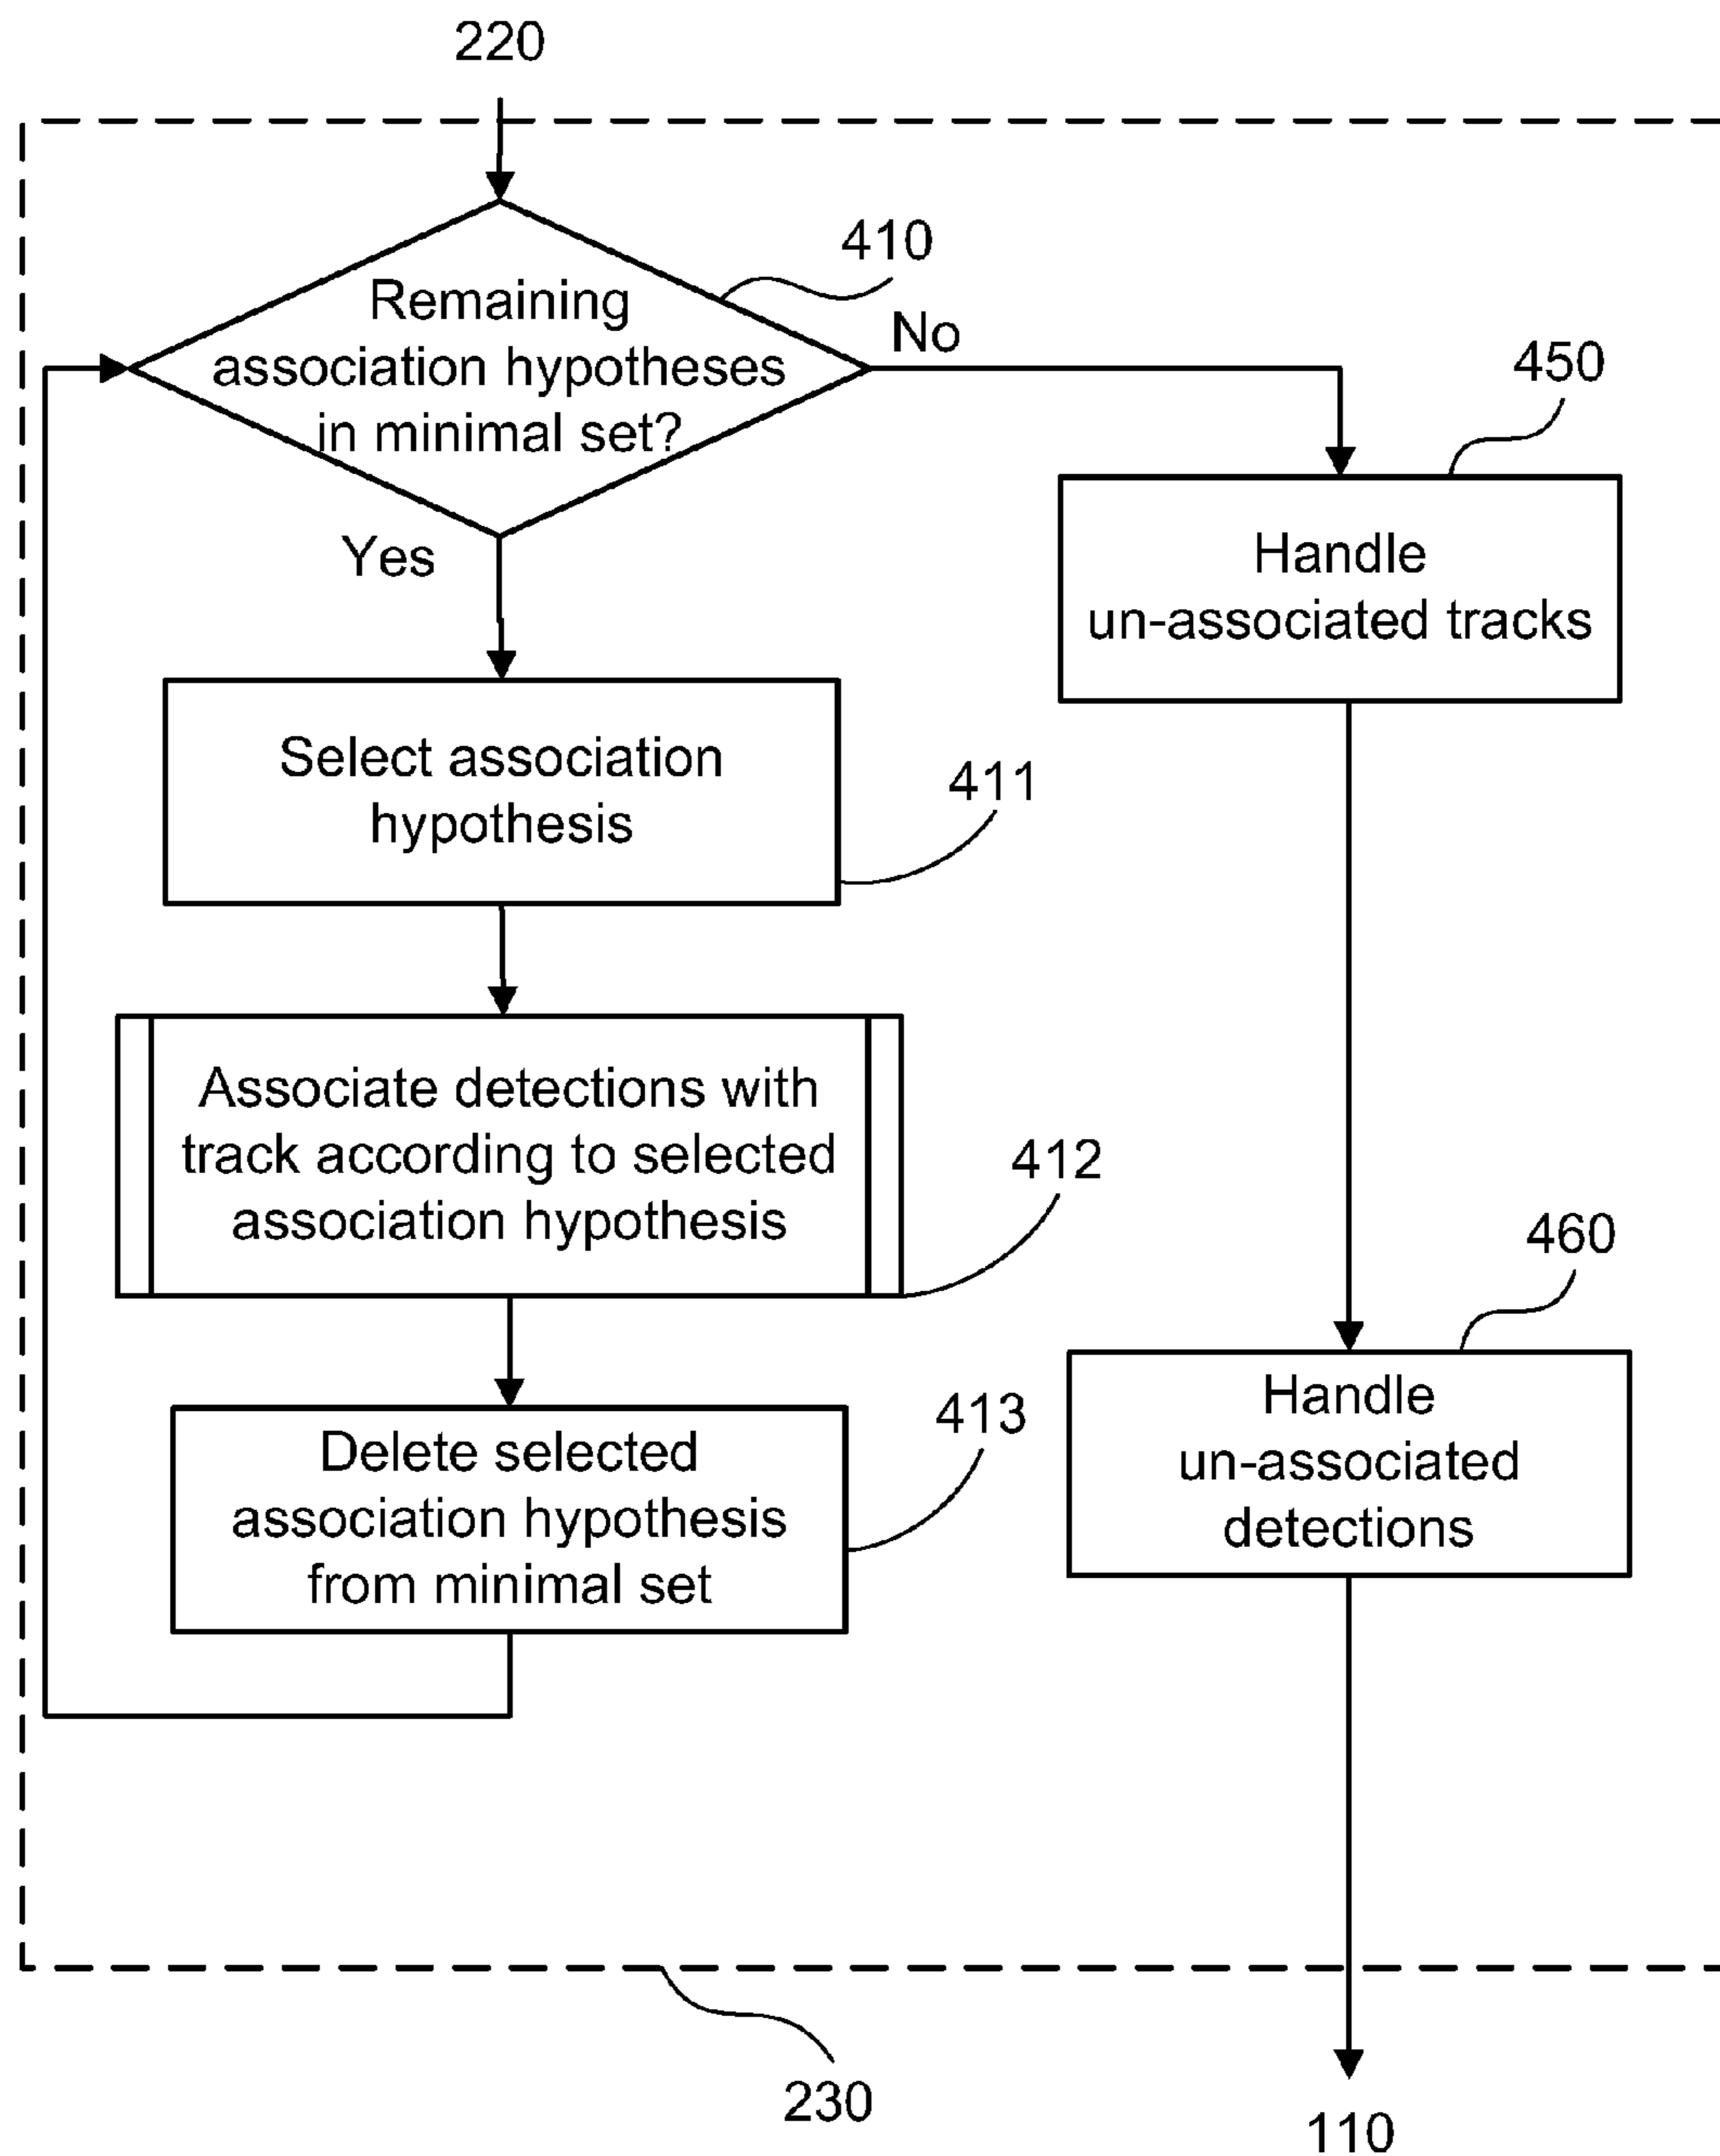 220
410
Remaining
association hypotheses
in minimal set?
No
Yes
450
Handle
un-associated tracks
Select association
hypothesis
411
Associate detections with
track according to selected
association hypothesis
412
460
Handle
un-associated
detections
Delete selected
association hypothesis
from minimal set
413
230
110